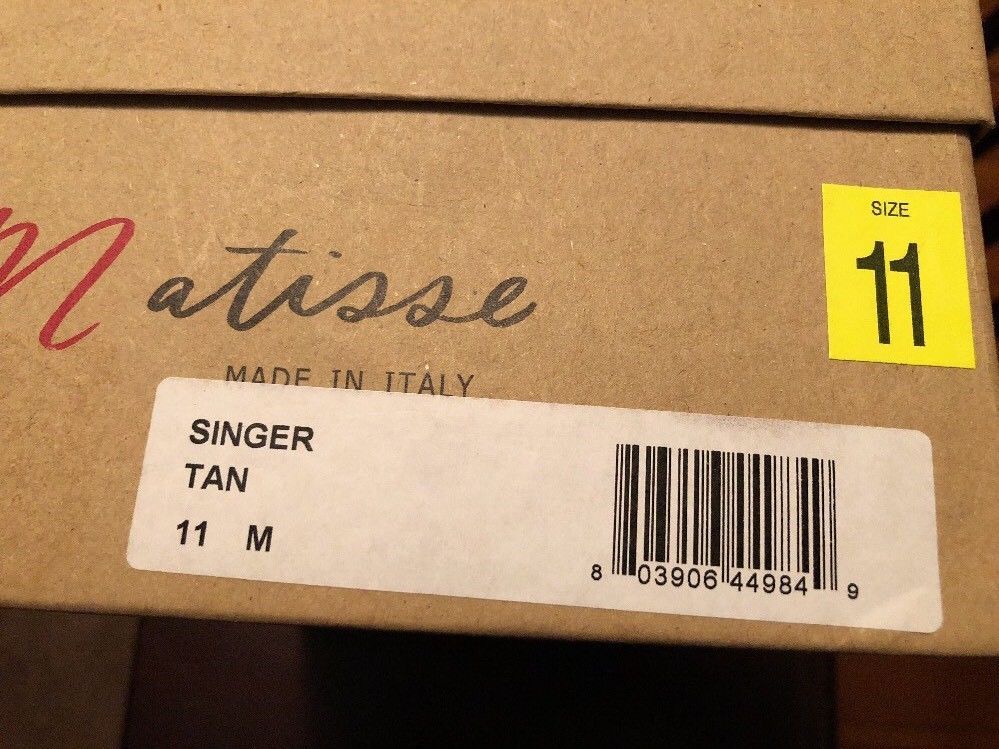 Matisse
MADE IN ITALY
SIZE
11
SINGER
TAN
11 M
8 03906 44984 9